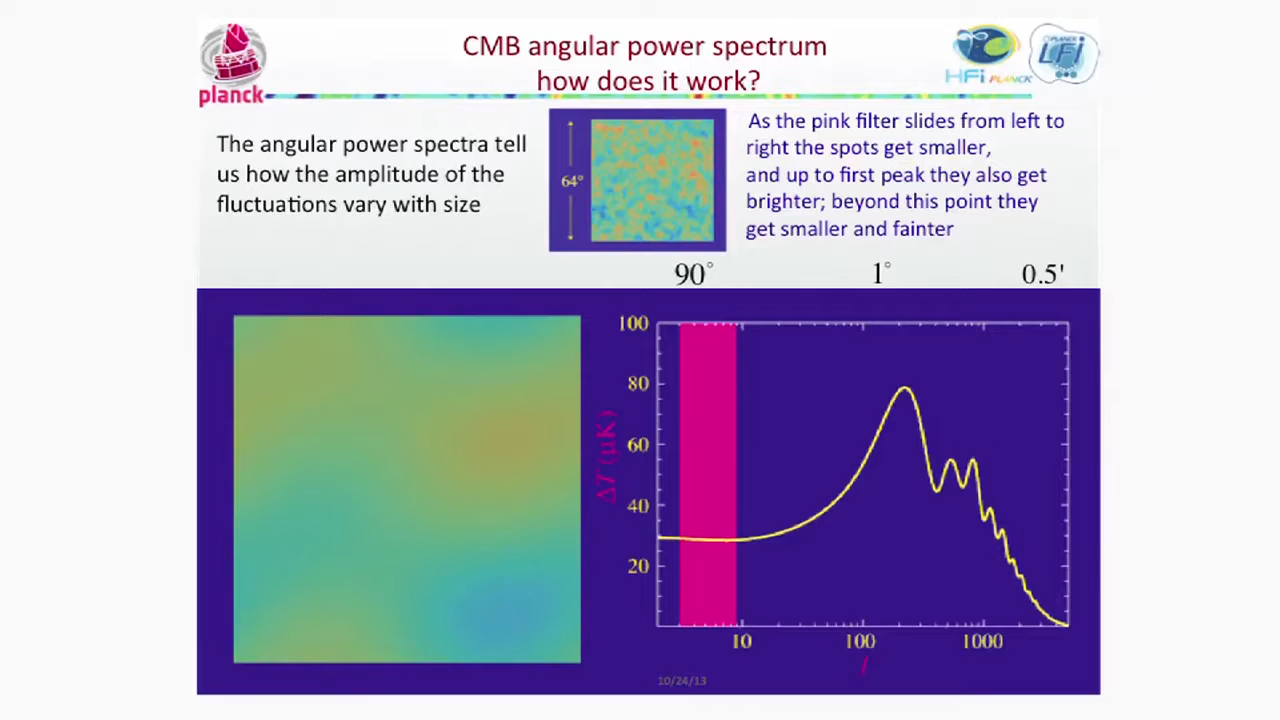 CMB angular power spectrum
how does it work?
planck
HFi PLANCK
PLANCK
LFi
The angular power spectra tell
us how the amplitude of the
fluctuations vary with size
64°
As the pink filter slides from left to
right the spots get smaller,
and up to first peak they also get
brighter; beyond this point they
get smaller and fainter
90° 1° 0.5'
100
80
60
40
20
ΔT (μK)
10 100 1000
l
10/24/13